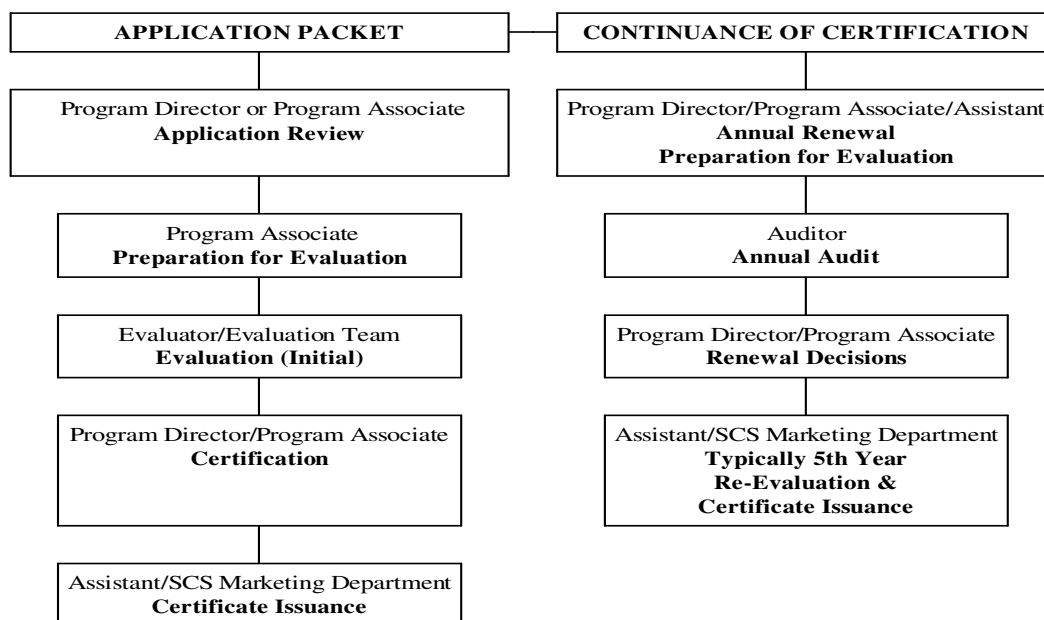 APPLICATION PACKET
Program Director or Program Associate
Application Review
Program Associate
Preparation for Evaluation
Evaluator/Evaluation Team
Evaluation (Initial)
Program Director/Program Associate
Certification
Assistant/SCS Marketing Department
Certificate Issuance
CONTINUANCE OF CERTIFICATION
Program Director/Program Associate/Assistant
Annual Renewal
Preparation for Evaluation
Auditor
Annual Audit
Program Director/Program Associate
Renewal Decisions
Assistant/SCS Marketing Department
Typically 5th Year
Re-Evaluation &
Certificate Issuance